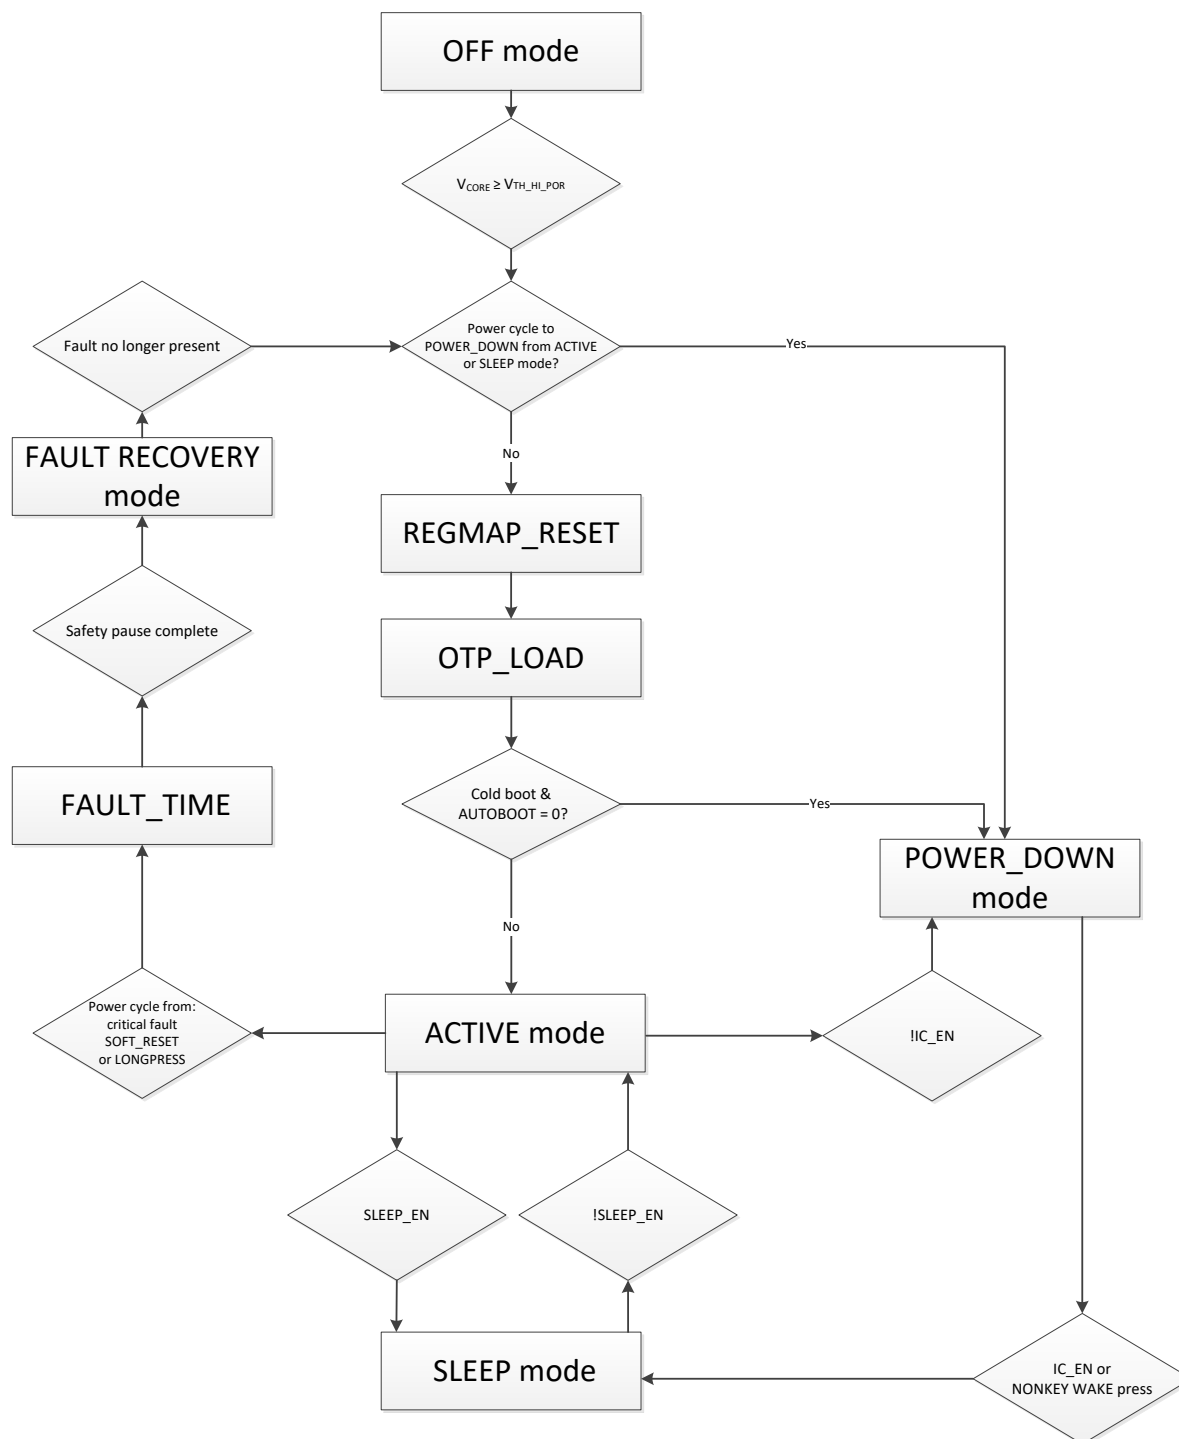 OFF mode
VCORE ≥ VTH_HI_POR
Fault no longer present
Power cycle to
POWER_DOWN from ACTIVE
or SLEEP mode?
Yes
No
FAULT RECOVERY
mode
REGMAP_RESET
Safety pause complete
OTP_LOAD
FAULT_TIME
Cold boot &
AUTOBOOT = 0?
Yes
POWER_DOWN
mode
No
Power cycle from:
critical fault
SOFT_RESET
or LONGPRESS
ACTIVE mode
!IC_EN
SLEEP_EN
!SLEEP_EN
SLEEP mode
IC_EN or
NONKEY WAKE press